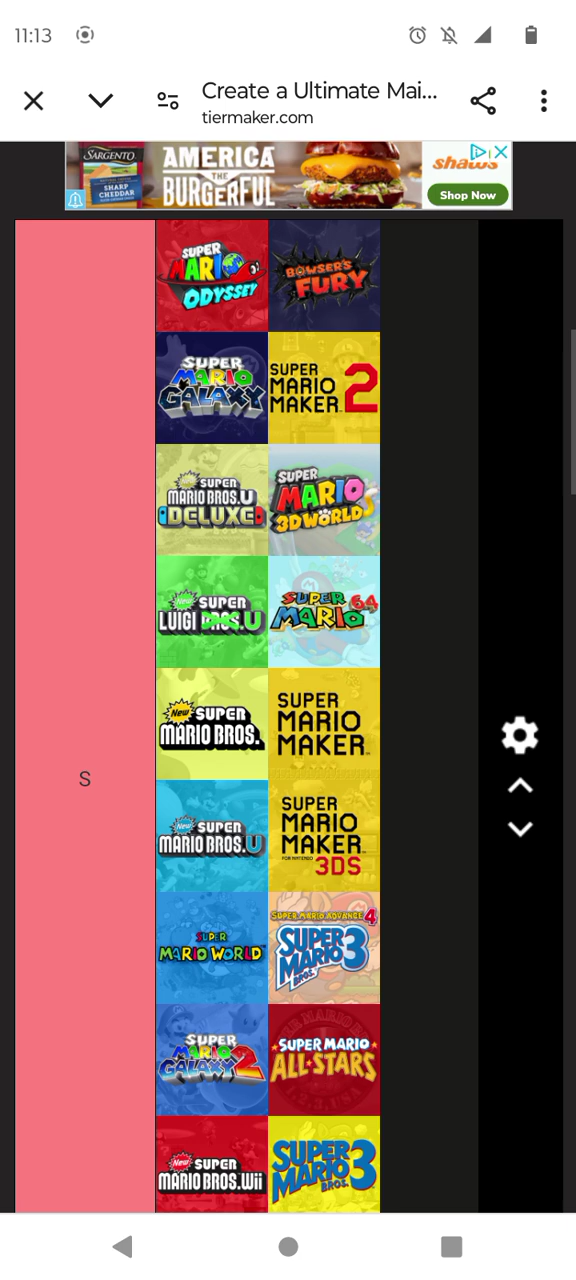 11:13
Create a Ultimate Mai...
tiermaker.com
SARGENTO
SHARP
CHEDDAR
AMERICA
THE
BURGERFUL
shaws
Shop Now
SUPER
MARIO
ODYSSEY
BOWSER'S
FURY
SUPER
MARIO
GALAXY
SUPER
MARIO
MAKER 2
New SUPER
MARIO BROS. U
DELUXE
SUPER
MARIO
3D WORLD
New SUPER
LUIGI BROS. U
SUPER
MARIO 64
New SUPER
MARIO BROS.
SUPER
MARIO
MAKER
S
New SUPER
MARIO BROS. U
SUPER
MARIO
MAKER
FOR NINTENDO
3DS
SUPER
MARIO WORLD
SUPER MARIO ADVANCE 4
SUPER
MARIO
BROS. 3
SUPER
MARIO
GALAXY 2
SUPER MARIO
ALL-STARS
New SUPER
MARIO BROS. Wii
SUPER
MARIO
BROS. 3